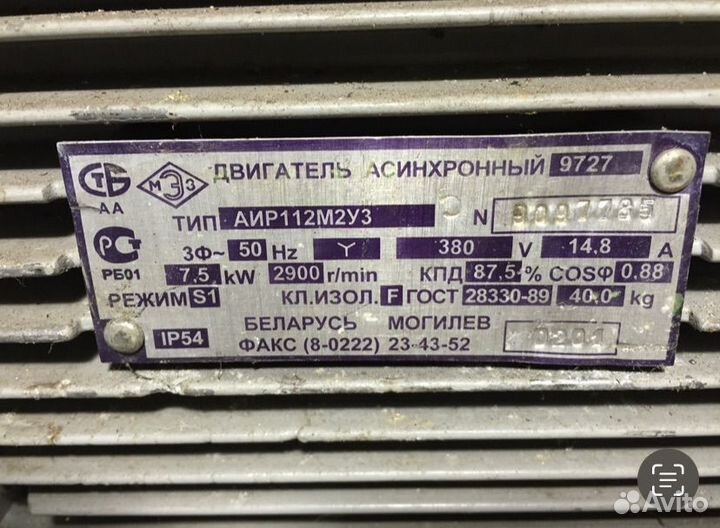 СТБ МЭЗ ДВИГАТЕЛЬ АСИНХРОННЫЙ 9727
АА
ТИП АИР112М2У3 N
РСТ 3Ф~ 50 Hz Y 380 V 14.8 A
РБ01 7,5 kW 2900 r/min КПД 87.5 % COSФ 0.88
РЕЖИМ S1 КЛ.ИЗОЛ. F ГОСТ 28330-89 40.0 kg
IP54 БЕЛАРУСЬ МОГИЛЕВ
ФАКС (8-0222) 23-43-52
Avito